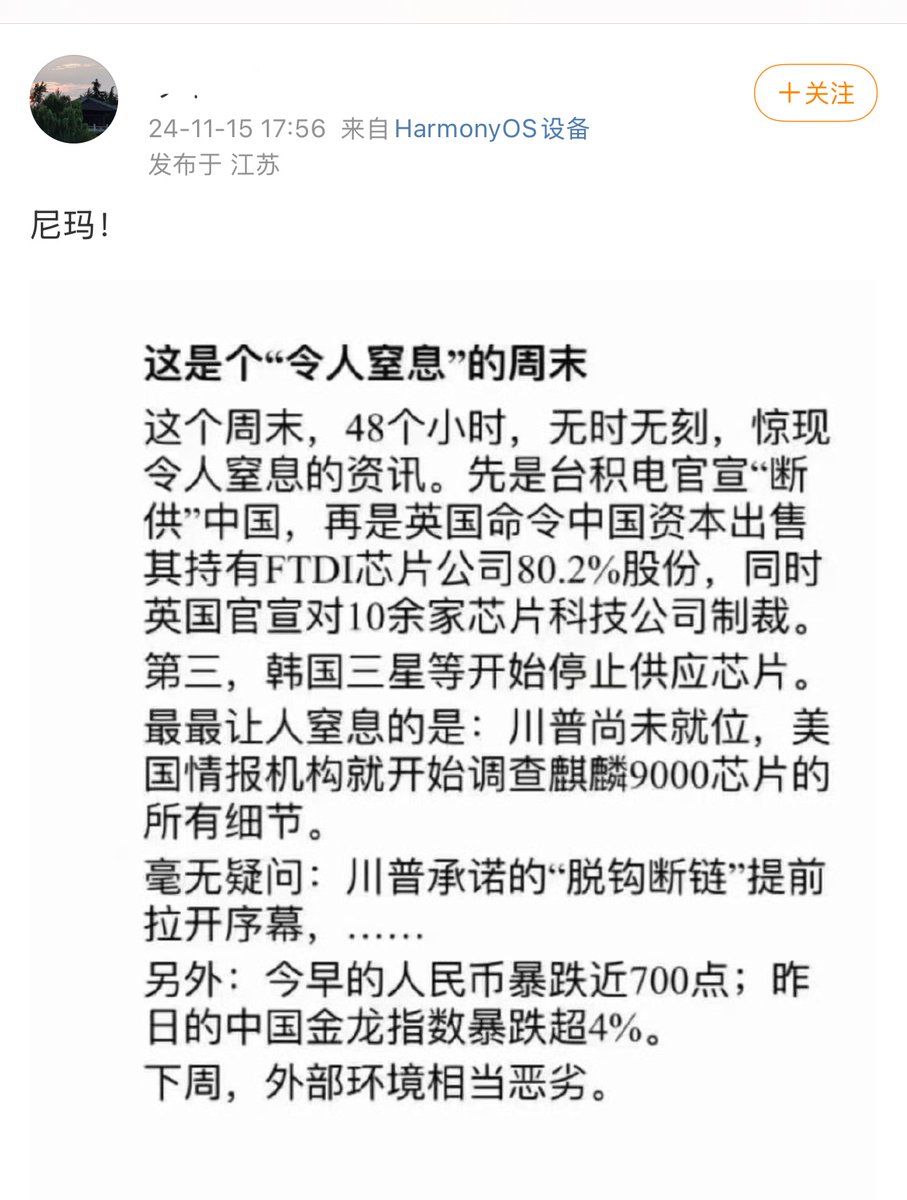 +关注
24-11-15 17:56 来自 HarmonyOS 设备
发布于 江苏
尼玛！
这是个“令人窒息”的周末
这个周末，48个小时，无时无刻，惊现
令人窒息的资讯。先是台积电官宣“断
供”中国，再是英国命令中国资本出售
其持有FTDI芯片公司80.2%股份，同时
英国官宣对10余家芯片科技公司制裁。
第三，韩国三星等开始停止供应芯片。
最最让人窒息的是：川普尚未就位，美
国情报机构就开始调查麒麟9000芯片的
所有细节。
毫无疑问：川普承诺的“脱钩断链”提前
拉开序幕，……
另外：今早的人民币暴跌近700点；昨
日的中国金龙指数暴跌超4%。
下周，外部环境相当恶劣。